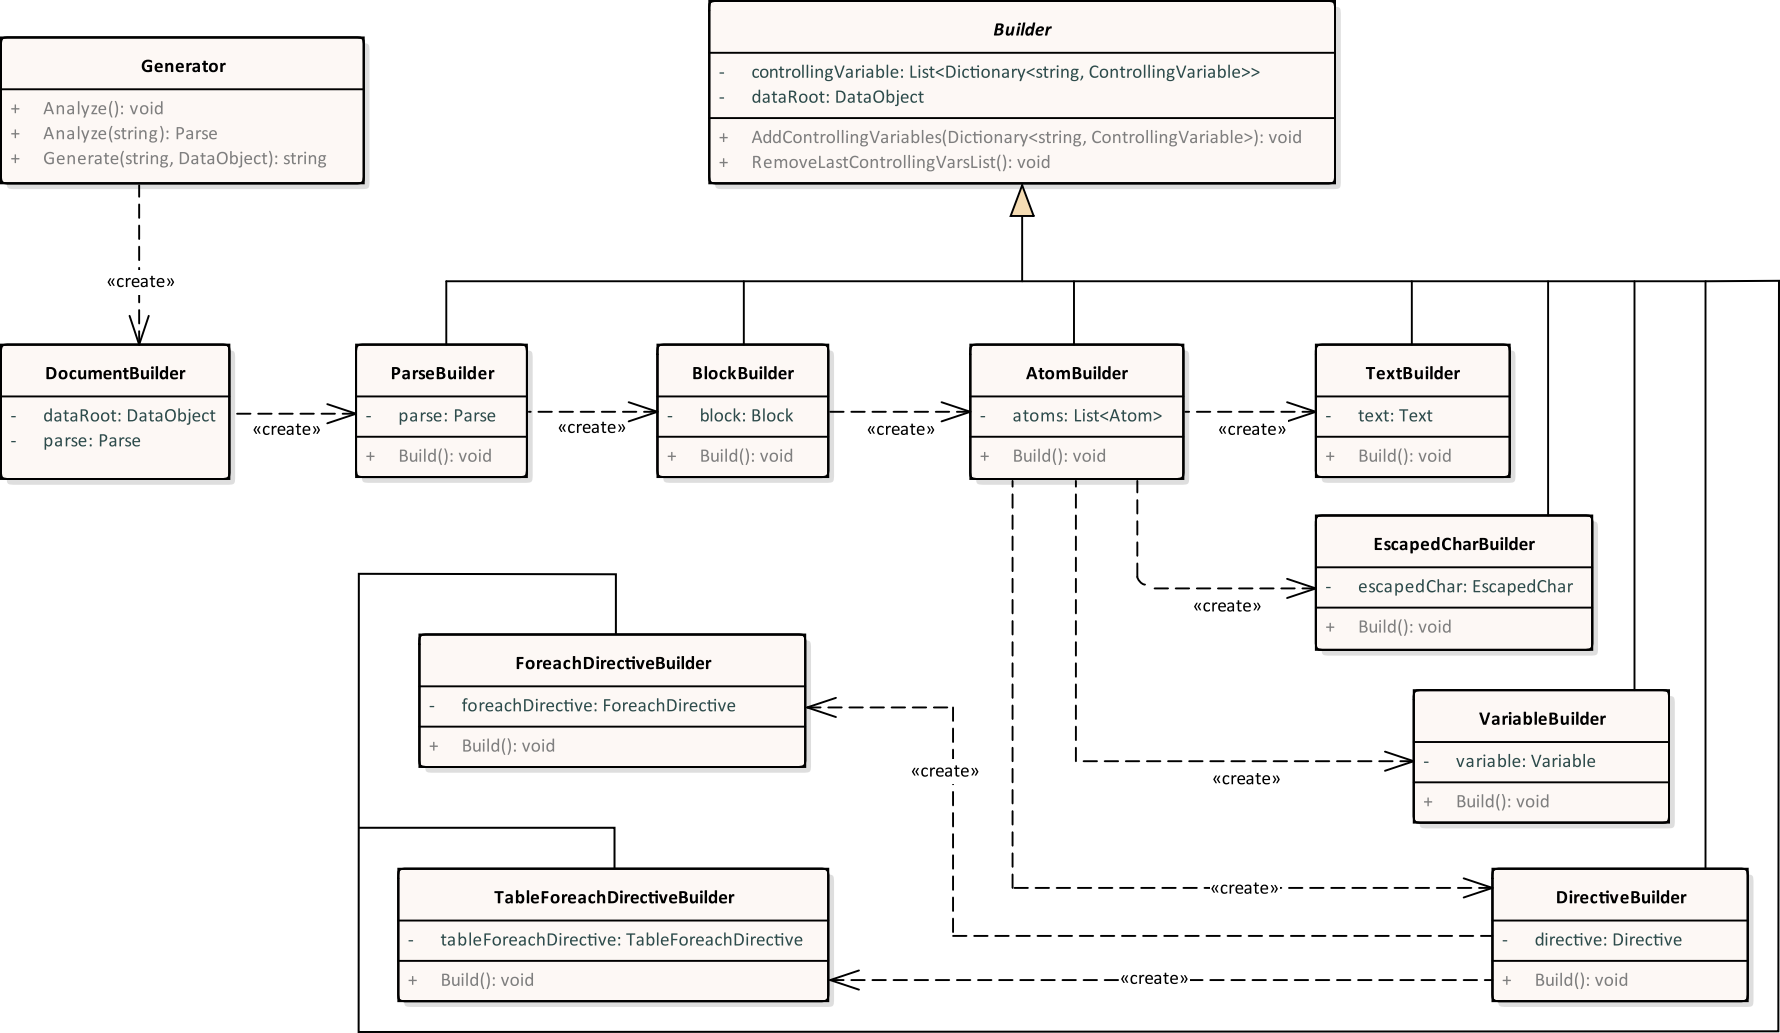 Builder
- controllingVariable: List<Dictionary<string, ControllingVariable>>
- dataRoot: DataObject
+ AddControllingVariables(Dictionary<string, ControllingVariable>): void
+ RemoveLastControllingVarsList(): void
Generator
+ Analyze(): void
+ Analyze(string): Parse
+ Generate(string, DataObject): string
«create»
DocumentBuilder
- dataRoot: DataObject
- parse: Parse
«create»
ParseBuilder
- parse: Parse
+ Build(): void
«create»
BlockBuilder
- block: Block
+ Build(): void
«create»
AtomBuilder
- atoms: List<Atom>
+ Build(): void
«create»
TextBuilder
- text: Text
+ Build(): void
EscapedCharBuilder
- escapedChar: EscapedChar
+ Build(): void
«create»
ForeachDirectiveBuilder
- foreachDirective: ForeachDirective
+ Build(): void
«create»
VariableBuilder
- variable: Variable
+ Build(): void
«create»
TableForeachDirectiveBuilder
- tableForeachDirective: TableForeachDirective
+ Build(): void
«create»
«create»
DirectiveBuilder
- directive: Directive
+ Build(): void